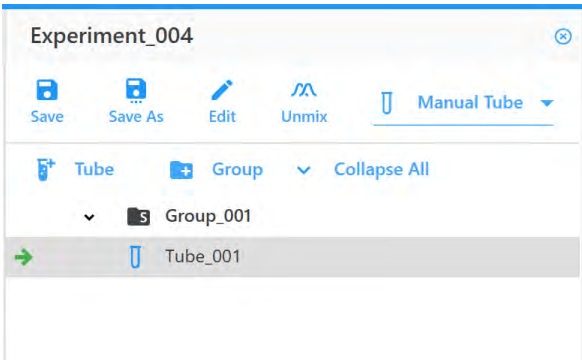 Experiment_004
Save Save As Edit Unmix Manual Tube
Tube Group Collapse All
S Group_001
Tube_001